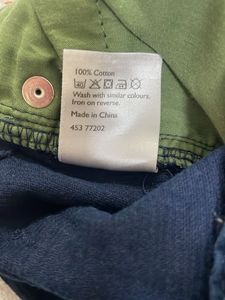 100% Cotton
Wash with similar colours.
Iron on reverse.
Made in China
453 77202